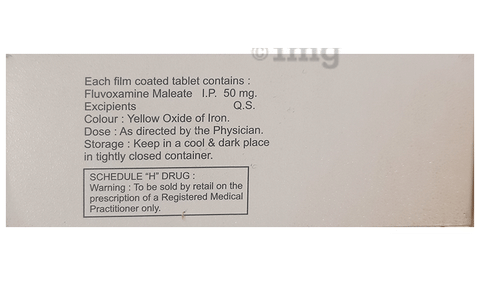 ©1mg
Each film coated tablet contains :
Fluvoxamine Maleate I.P. 50 mg.
Excipients Q.S.
Colour : Yellow Oxide of Iron.
Dose : As directed by the Physician.
Storage : Keep in a cool & dark place
in tightly closed container.
SCHEDULE "H" DRUG :
Warning : To be sold by retail on the
prescription of a Registered Medical
Practitioner only.